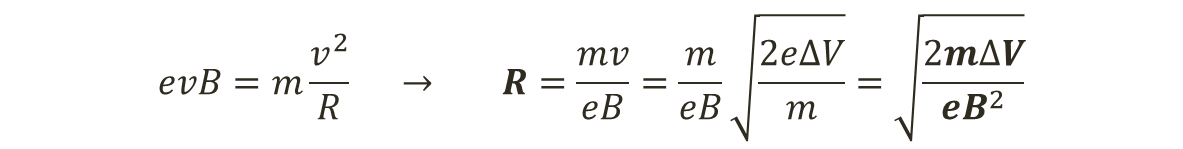 evB = m v²/R → R = mv/eB = m/eB √(2eΔV/m) = √(2mΔV/eB²)